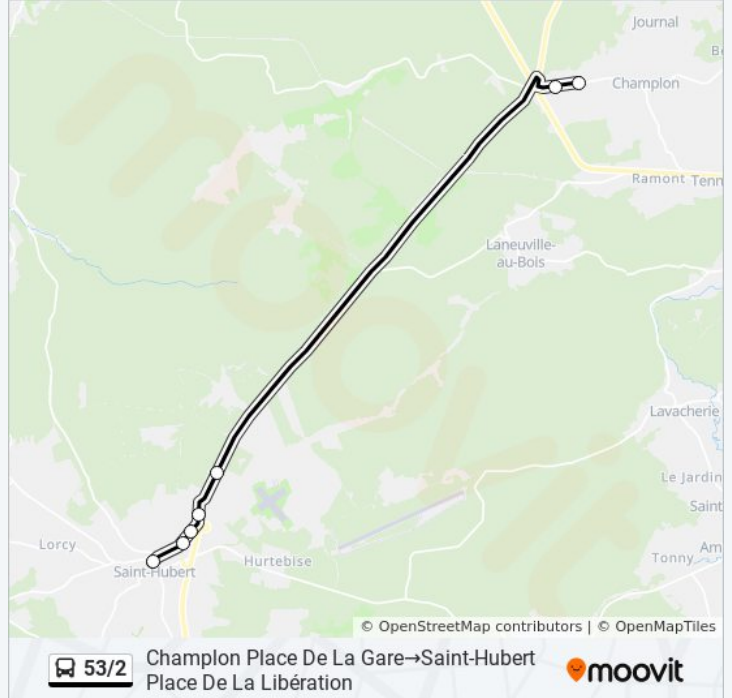 Journal
B
Champlon
Ramont Tenn
Laneuville-
au-Bois
Lavacherie
Le Jardin
Saint
Lorcy
Hurtebise
Am
Tonny
Saint-Hubert
© OpenStreetMap contributors | © OpenMapTiles
53/2 Champlon Place De La Gare→Saint-Hubert
Place De La Libération
moovit
moovit